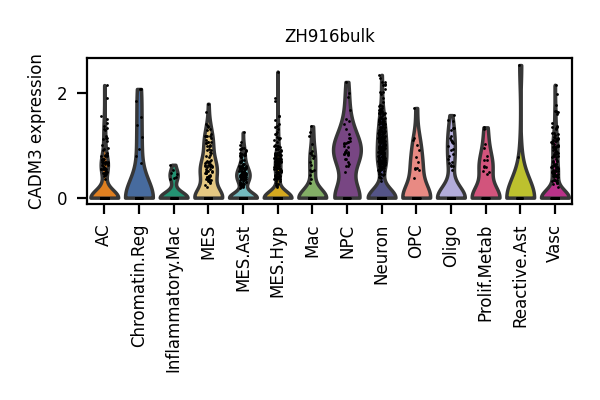 ZH916bulk
CADM3 expression
2
0
AC
Chromatin.Reg
Inflammatory.Mac
MES
MES.Ast
MES.Hyp
Mac
NPC
Neuron
OPC
Oligo
Prolif.Metab
Reactive.Ast
Vasc